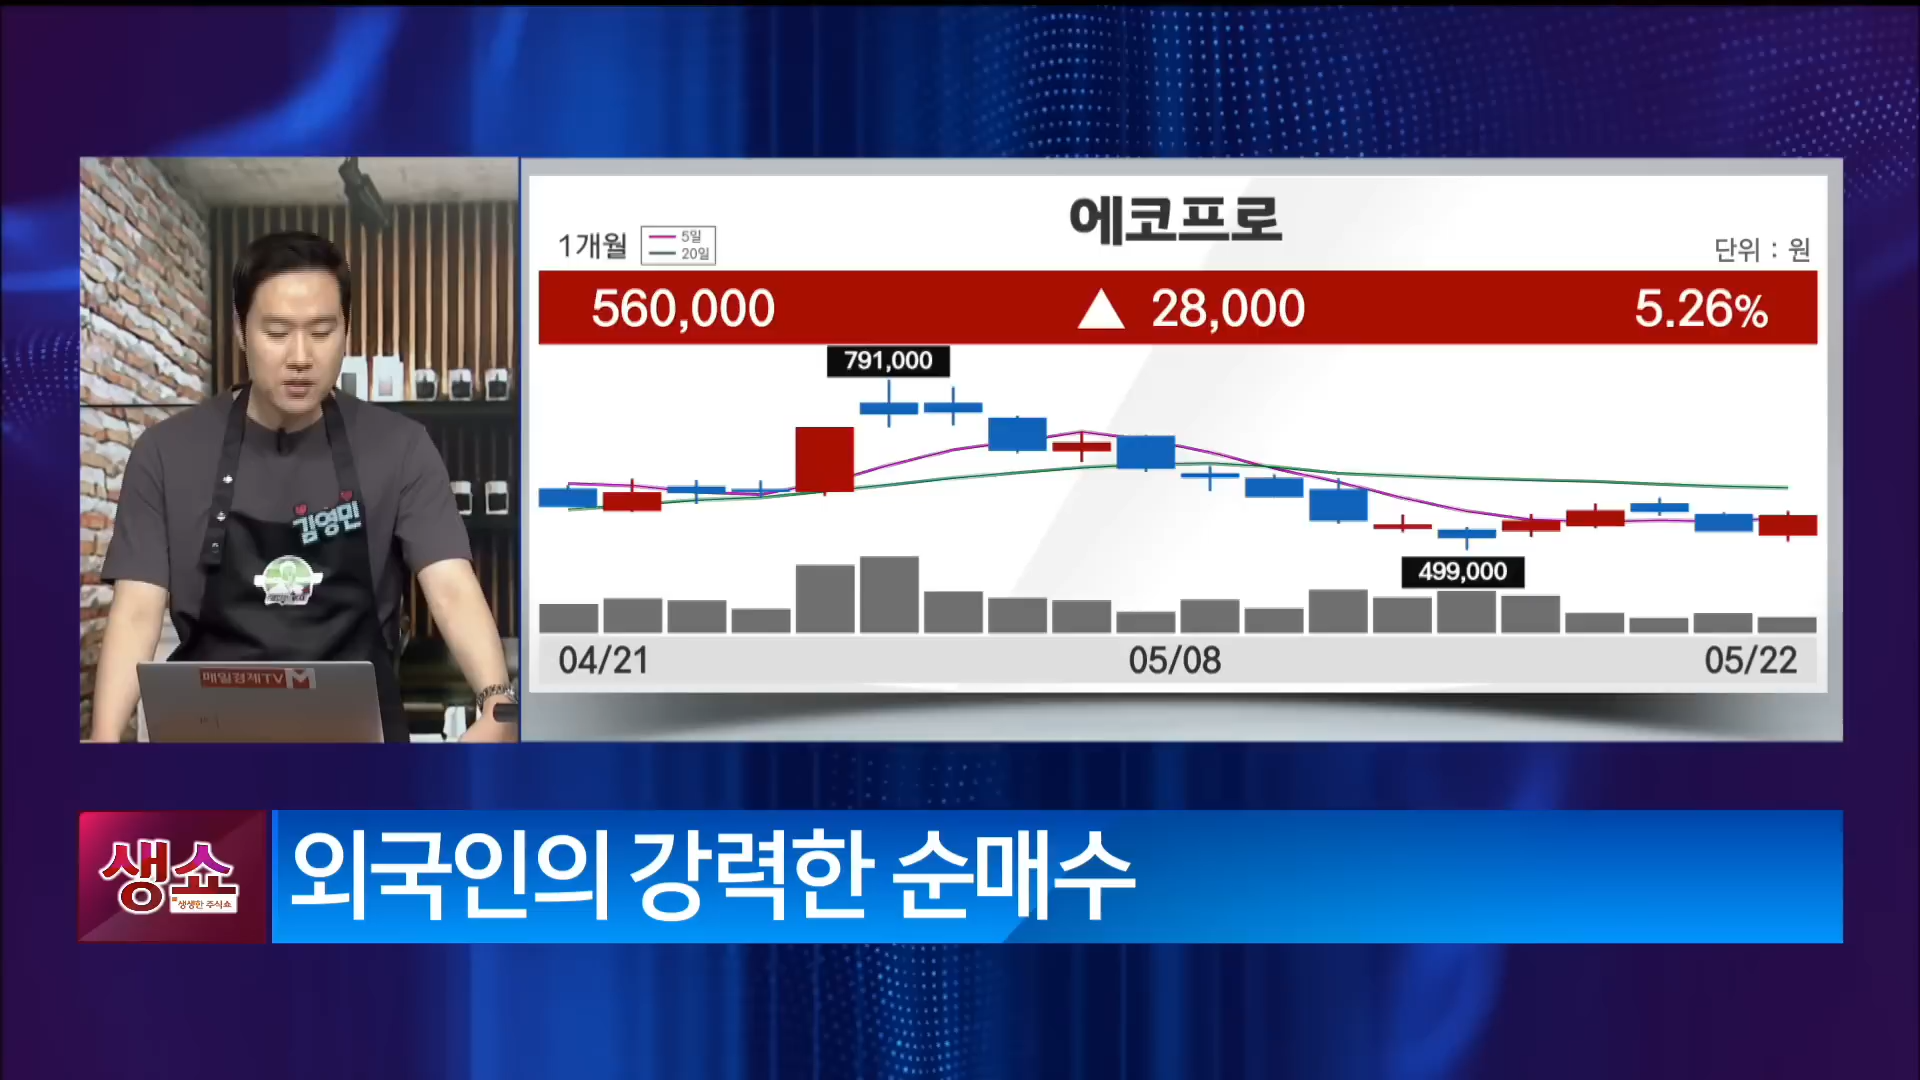 에코프로
1개월
5일
20일
단위 : 원
560,000 ▲ 28,000 5.26%
791,000
499,000
04/21 05/08 05/22
김영민
매일경제TV M
생쇼
생생한 주식쇼
외국인의 강력한 순매수